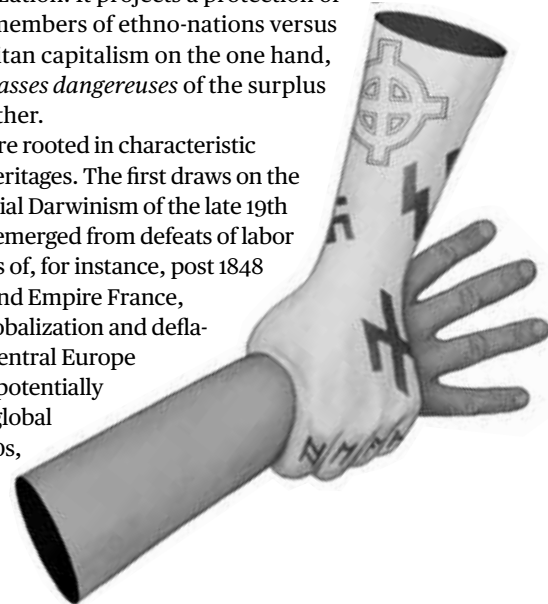 ization. It projects a protection of
members of ethno-nations versus
itan capitalism on the one hand,
asses dangereuses of the surplus
ther.
re rooted in characteristic
eritages. The first draws on the
ial Darwinism of the late 19th
emerged from defeats of labor
s of, for instance, post 1848
nd Empire France,
obalization and defla-
entral Europe
potentially
global
0s,